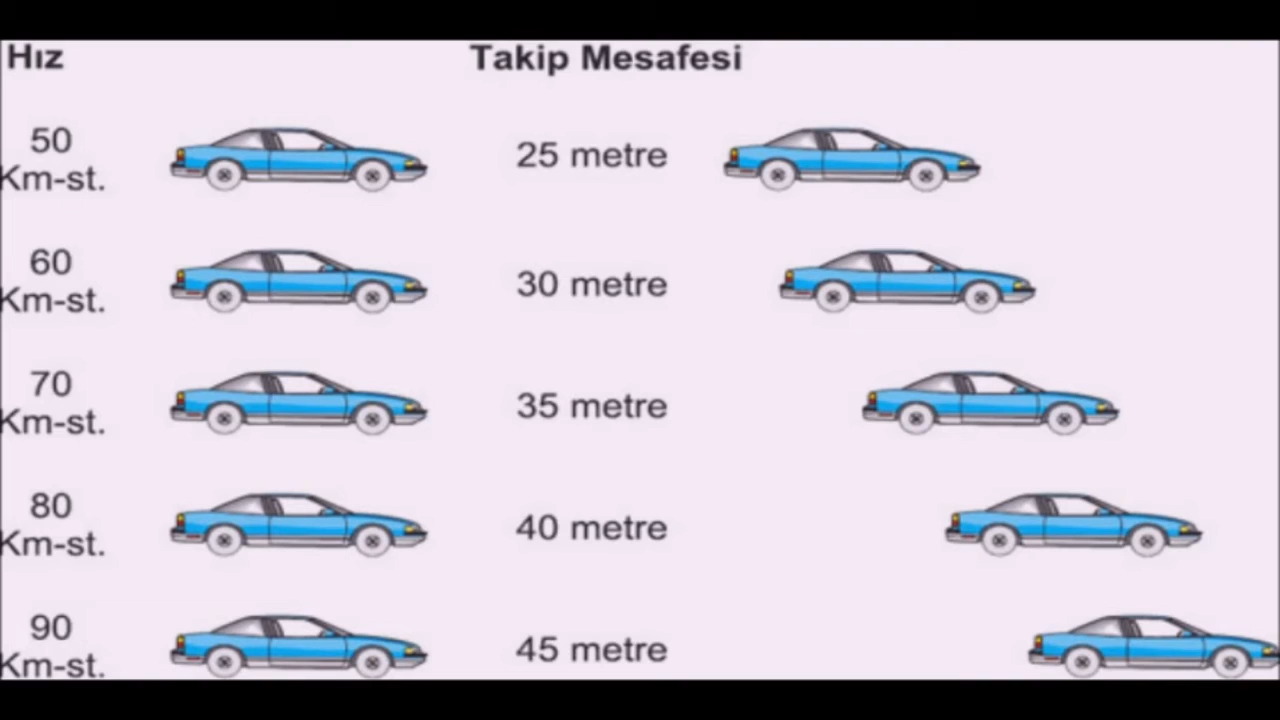 Hız
Takip Mesafesi
50
Km-st.
25 metre
60
Km-st.
30 metre
70
Km-st.
35 metre
80
Km-st.
40 metre
90
Km-st.
45 metre